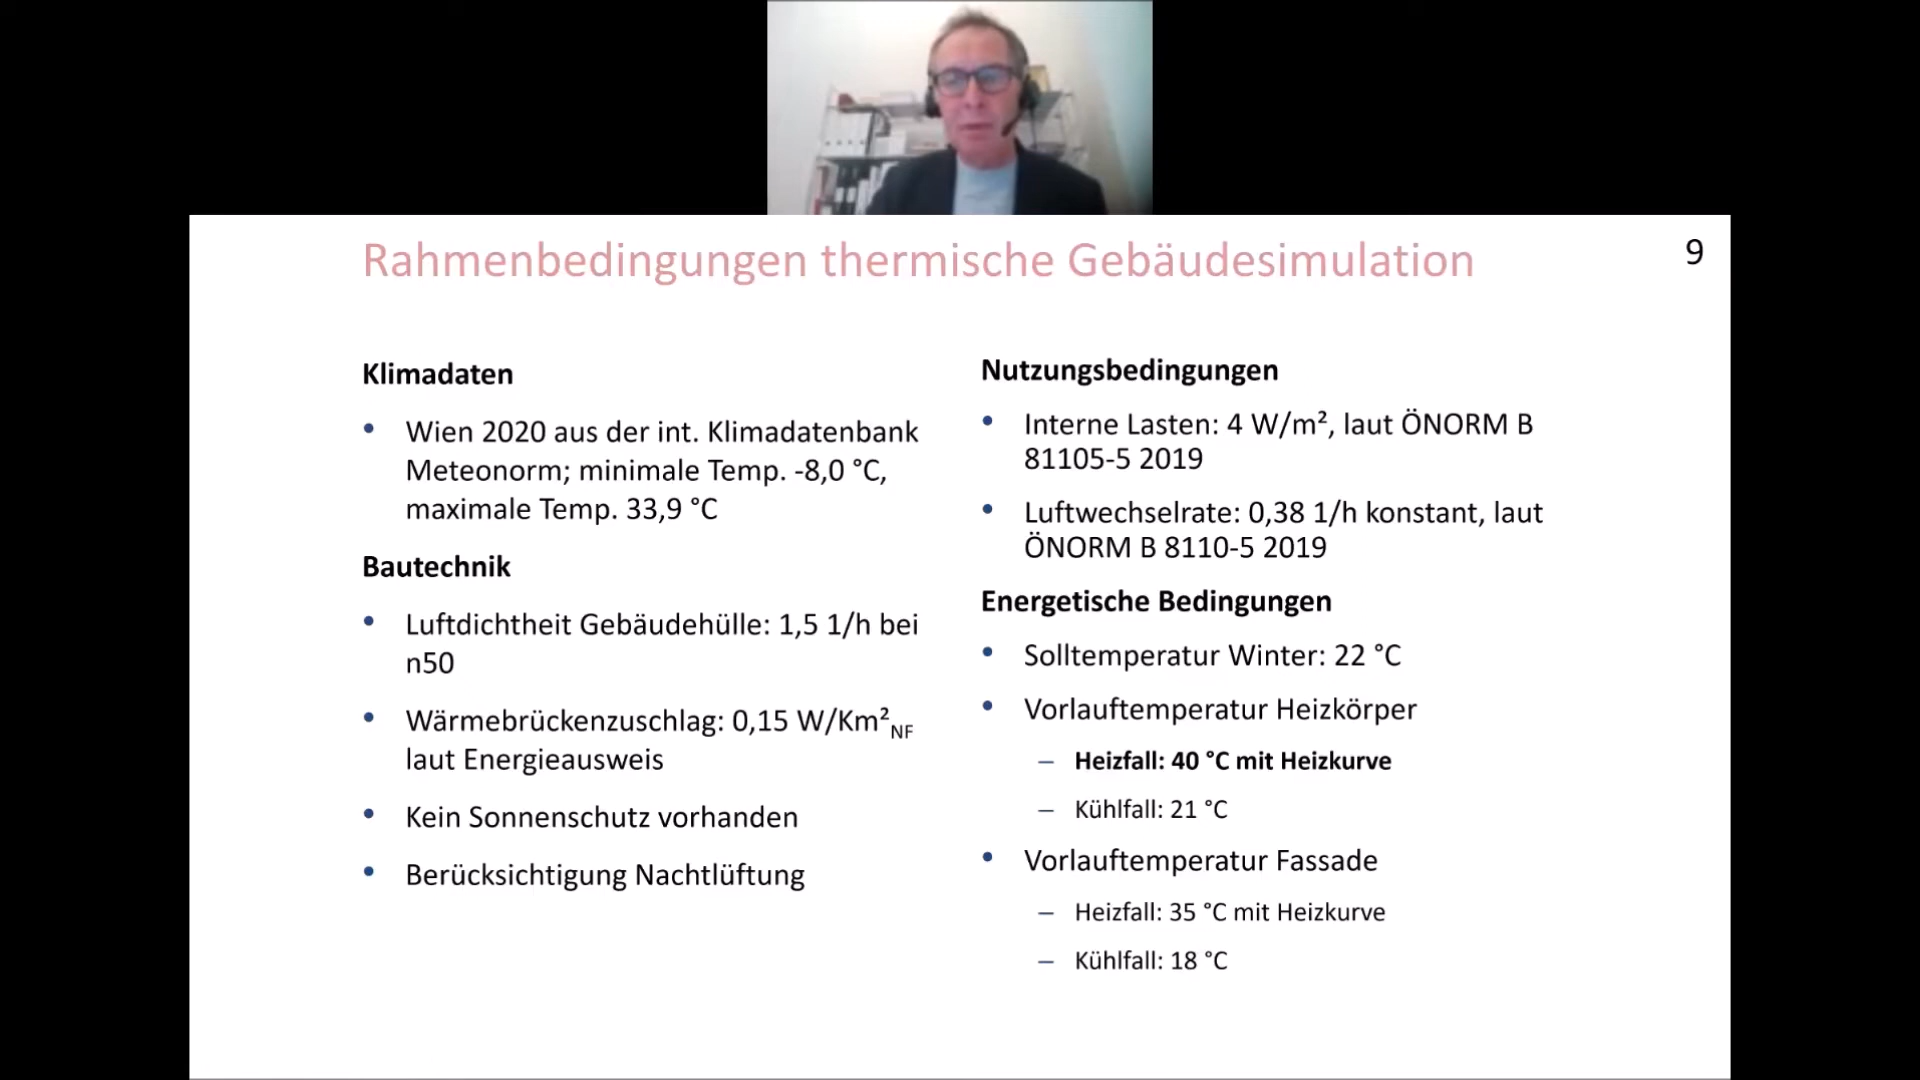 Rahmenbedingungen thermische Gebäudesimulation
9
Klimadaten
• Wien 2020 aus der int. Klimadatenbank
Meteonorm; minimale Temp. -8,0 °C,
maximale Temp. 33,9 °C
Bautechnik
• Luftdichtheit Gebäudehülle: 1,5 1/h bei
n50
• Wärmebrückenzuschlag: 0,15 W/Km²NF
laut Energieausweis
• Kein Sonnenschutz vorhanden
• Berücksichtigung Nachtlüftung
Nutzungsbedingungen
• Interne Lasten: 4 W/m², laut ÖNORM B
81105-5 2019
• Luftwechselrate: 0,38 1/h konstant, laut
ÖNORM B 8110-5 2019
Energetische Bedingungen
• Solltemperatur Winter: 22 °C
• Vorlauftemperatur Heizkörper
– Heizfall: 40 °C mit Heizkurve
– Kühlfall: 21 °C
• Vorlauftemperatur Fassade
– Heizfall: 35 °C mit Heizkurve
– Kühlfall: 18 °C